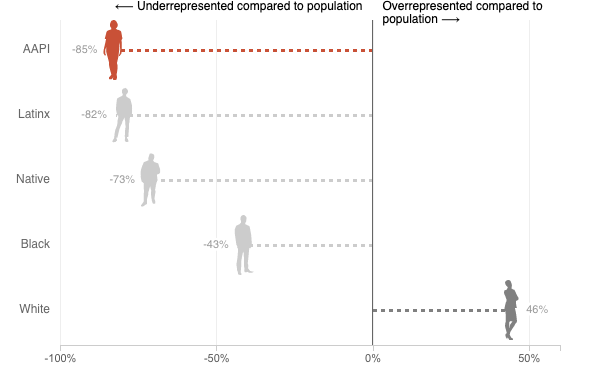 ⟵ Underrepresented compared to population
Overrepresented compared to
population ⟶
AAPI
-85%
Latinx
-82%
Native
-73%
Black
-43%
White
46%
-100%
-50%
0%
50%